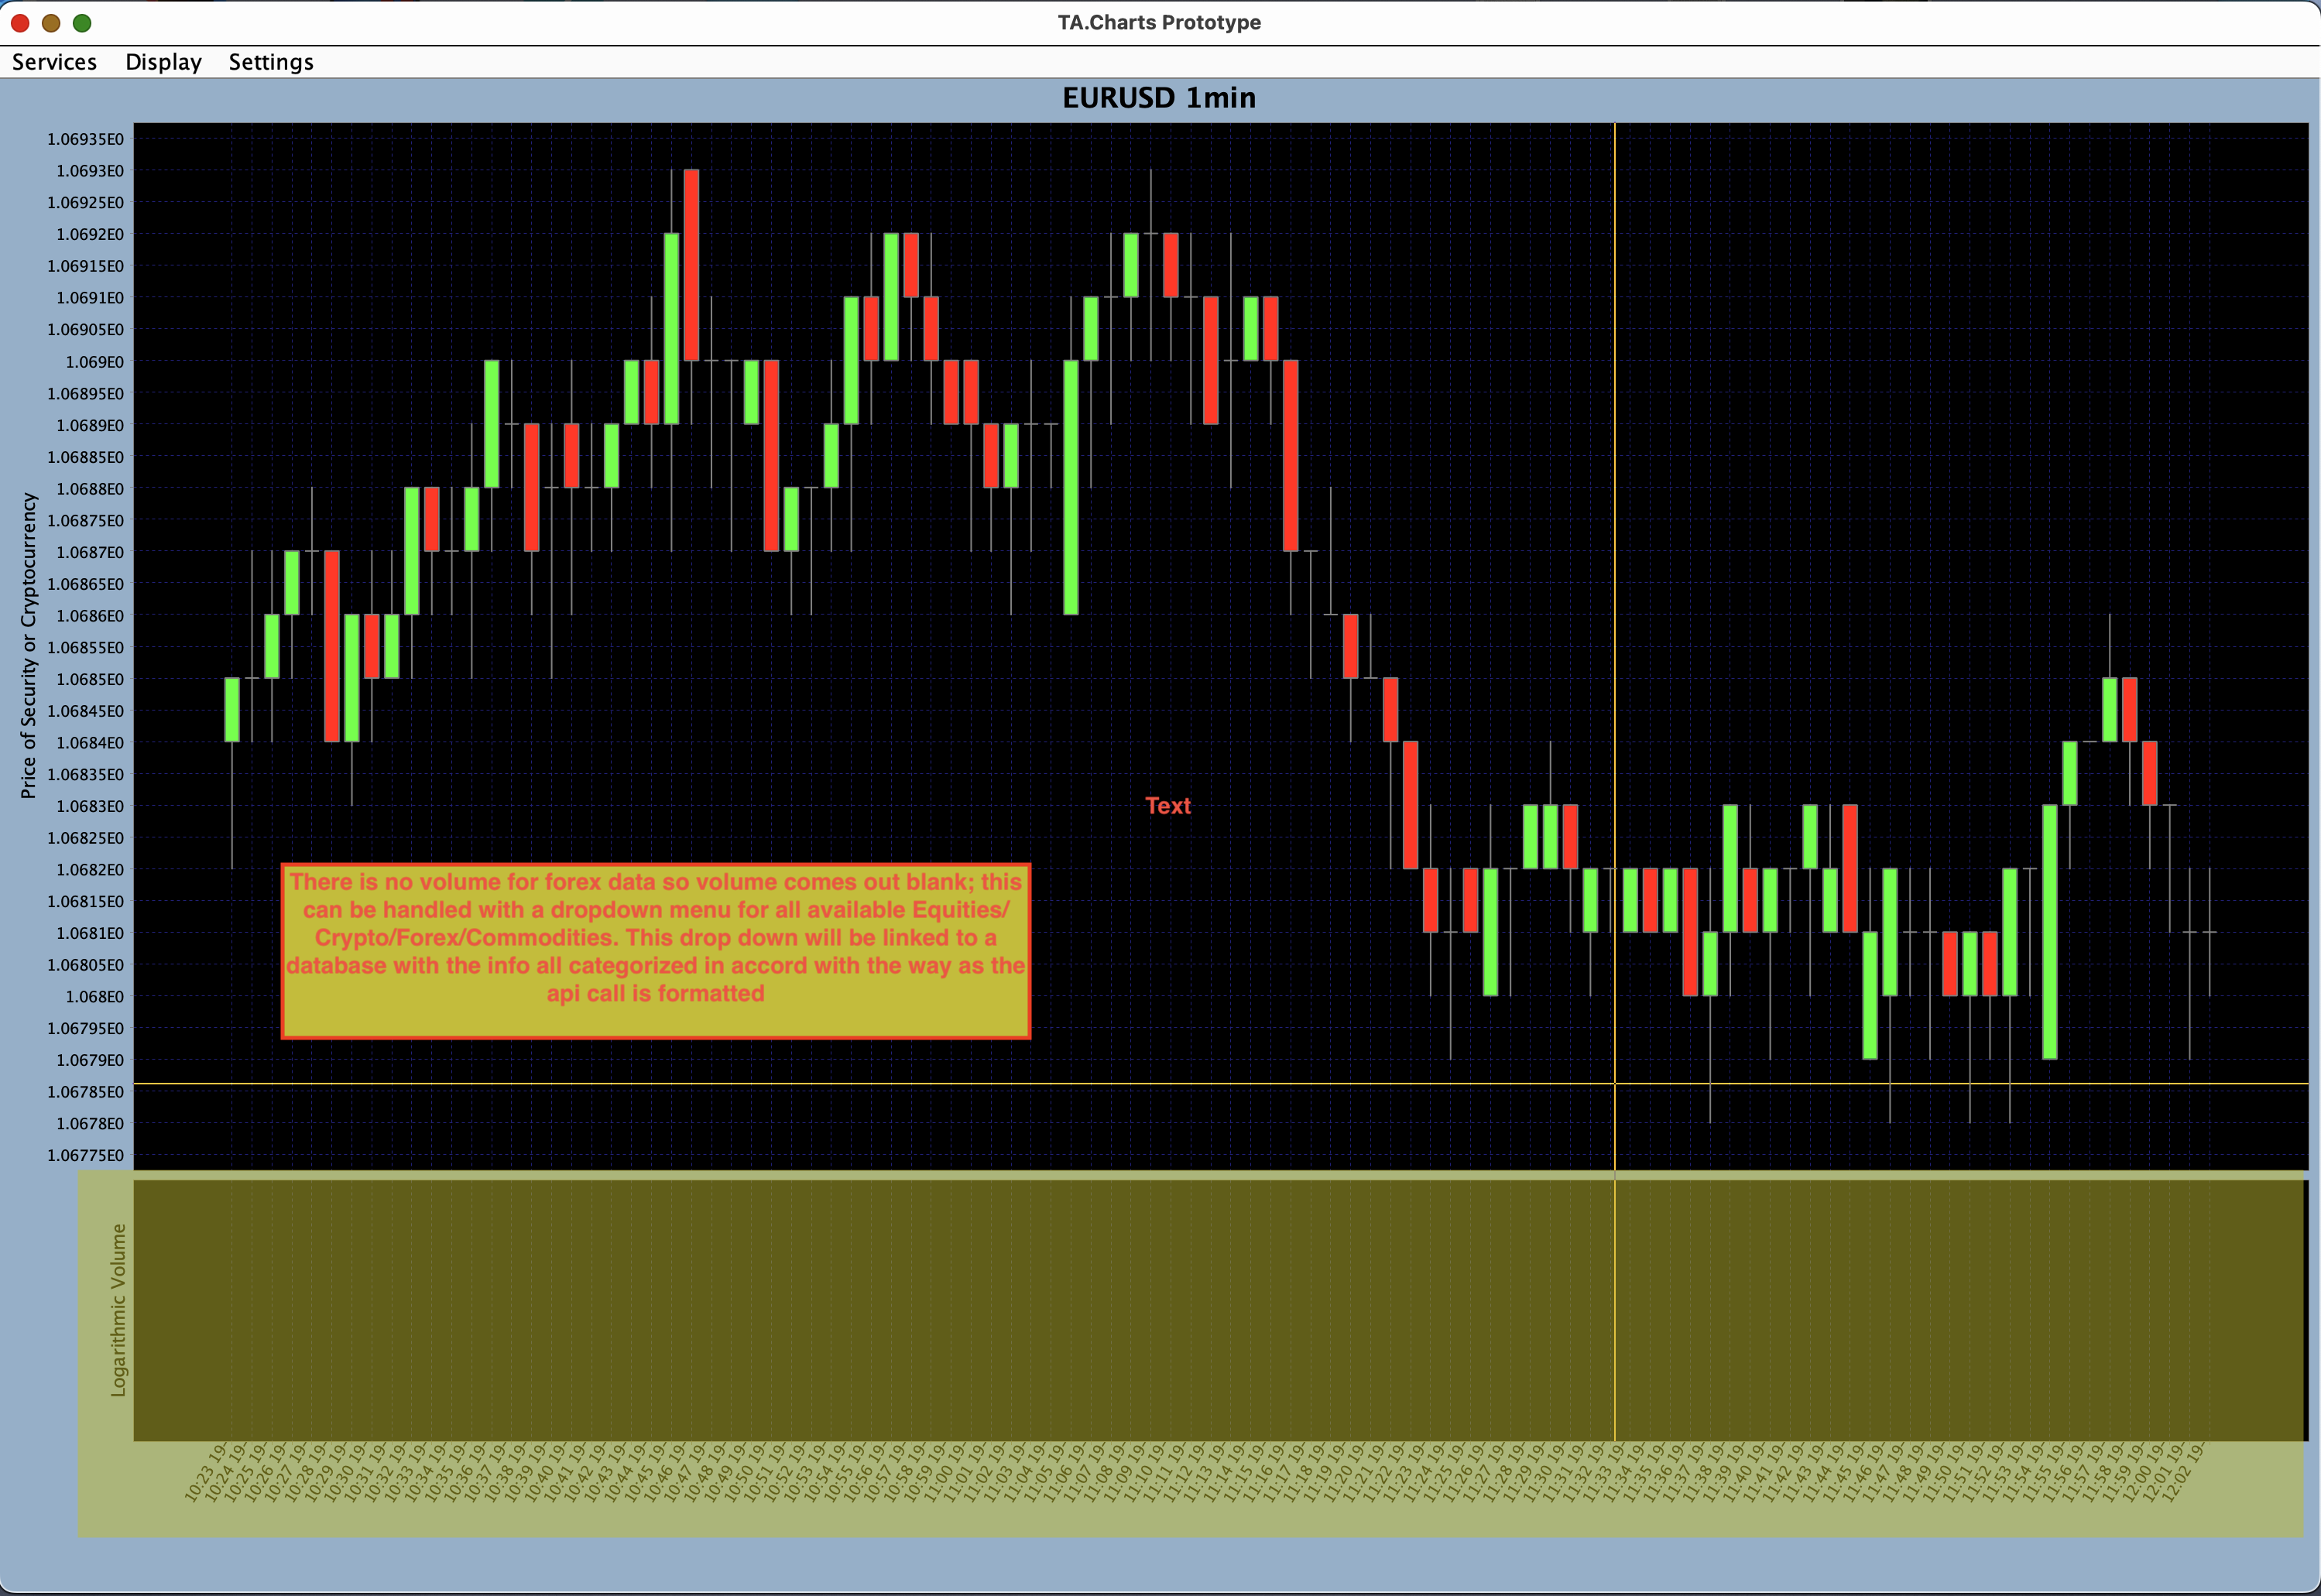 TA.Charts Prototype
Services Display Settings
EURUSD 1min
1.06935E0
1.0693E0
1.06925E0
1.0692E0
1.06915E0
1.0691E0
1.06905E0
1.069E0
1.06895E0
1.0689E0
1.06885E0
1.0688E0
1.06875E0
1.0687E0
1.06865E0
1.0686E0
1.06855E0
1.0685E0
1.06845E0
1.0684E0
1.06835E0
1.0683E0
1.06825E0
1.0682E0
1.06815E0
1.0681E0
1.06805E0
1.068E0
1.06795E0
1.0679E0
1.06785E0
1.0678E0
1.06775E0
Price of Security or Cryptocurrency
Text
There is no volume for forex data so volume comes out blank; this
can be handled with a dropdown menu for all available Equities/
Crypto/Forex/Commodities. This drop down will be linked to a
database with the info all categorized in accord with the way as the
api call is formatted
Logarithmic Volume
10:23 19-
10:24 19-
10:25 19-
10:26 19-
10:27 19-
10:28 19-
10:29 19-
10:30 19-
10:31 19-
10:32 19-
10:33 19-
10:34 19-
10:35 19-
10:36 19-
10:37 19-
10:38 19-
10:39 19-
10:40 19-
10:41 19-
10:42 19-
10:43 19-
10:44 19-
10:45 19-
10:46 19-
10:47 19-
10:48 19-
10:49 19-
10:50 19-
10:51 19-
10:52 19-
10:53 19-
10:54 19-
10:55 19-
10:56 19-
10:57 19-
10:58 19-
10:59 19-
11:00 19-
11:01 19-
11:02 19-
11:03 19-
11:04 19-
11:05 19-
11:06 19-
11:07 19-
11:08 19-
11:09 19-
11:10 19-
11:11 19-
11:12 19-
11:13 19-
11:14 19-
11:15 19-
11:16 19-
11:17 19-
11:18 19-
11:19 19-
11:20 19-
11:21 19-
11:22 19-
11:23 19-
11:24 19-
11:25 19-
11:26 19-
11:27 19-
11:28 19-
11:29 19-
11:30 19-
11:31 19-
11:32 19-
11:33 19-
11:34 19-
11:35 19-
11:36 19-
11:37 19-
11:38 19-
11:39 19-
11:40 19-
11:41 19-
11:42 19-
11:43 19-
11:44 19-
11:45 19-
11:46 19-
11:47 19-
11:48 19-
11:49 19-
11:50 19-
11:51 19-
11:52 19-
11:53 19-
11:54 19-
11:55 19-
11:56 19-
11:57 19-
11:58 19-
11:59 19-
12:00 19-
12:01 19-
12:02 19-